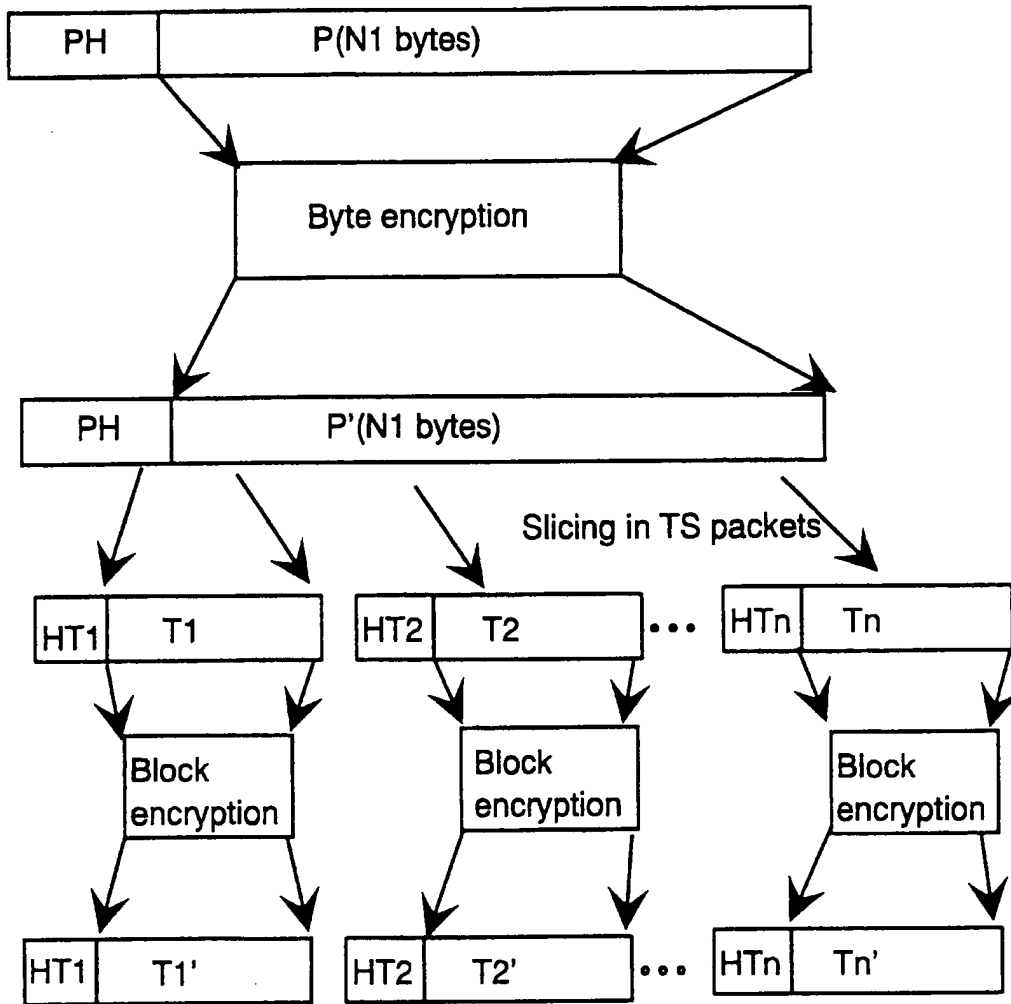 PH P(N1 bytes)
Byte encryption
PH P'(N1 bytes)
Slicing in TS packets
HT1 T1 HT2 T2 HTn Tn
Block
encryption
Block
encryption
Block
encryption
HT1 T1' HT2 T2' HTn Tn'